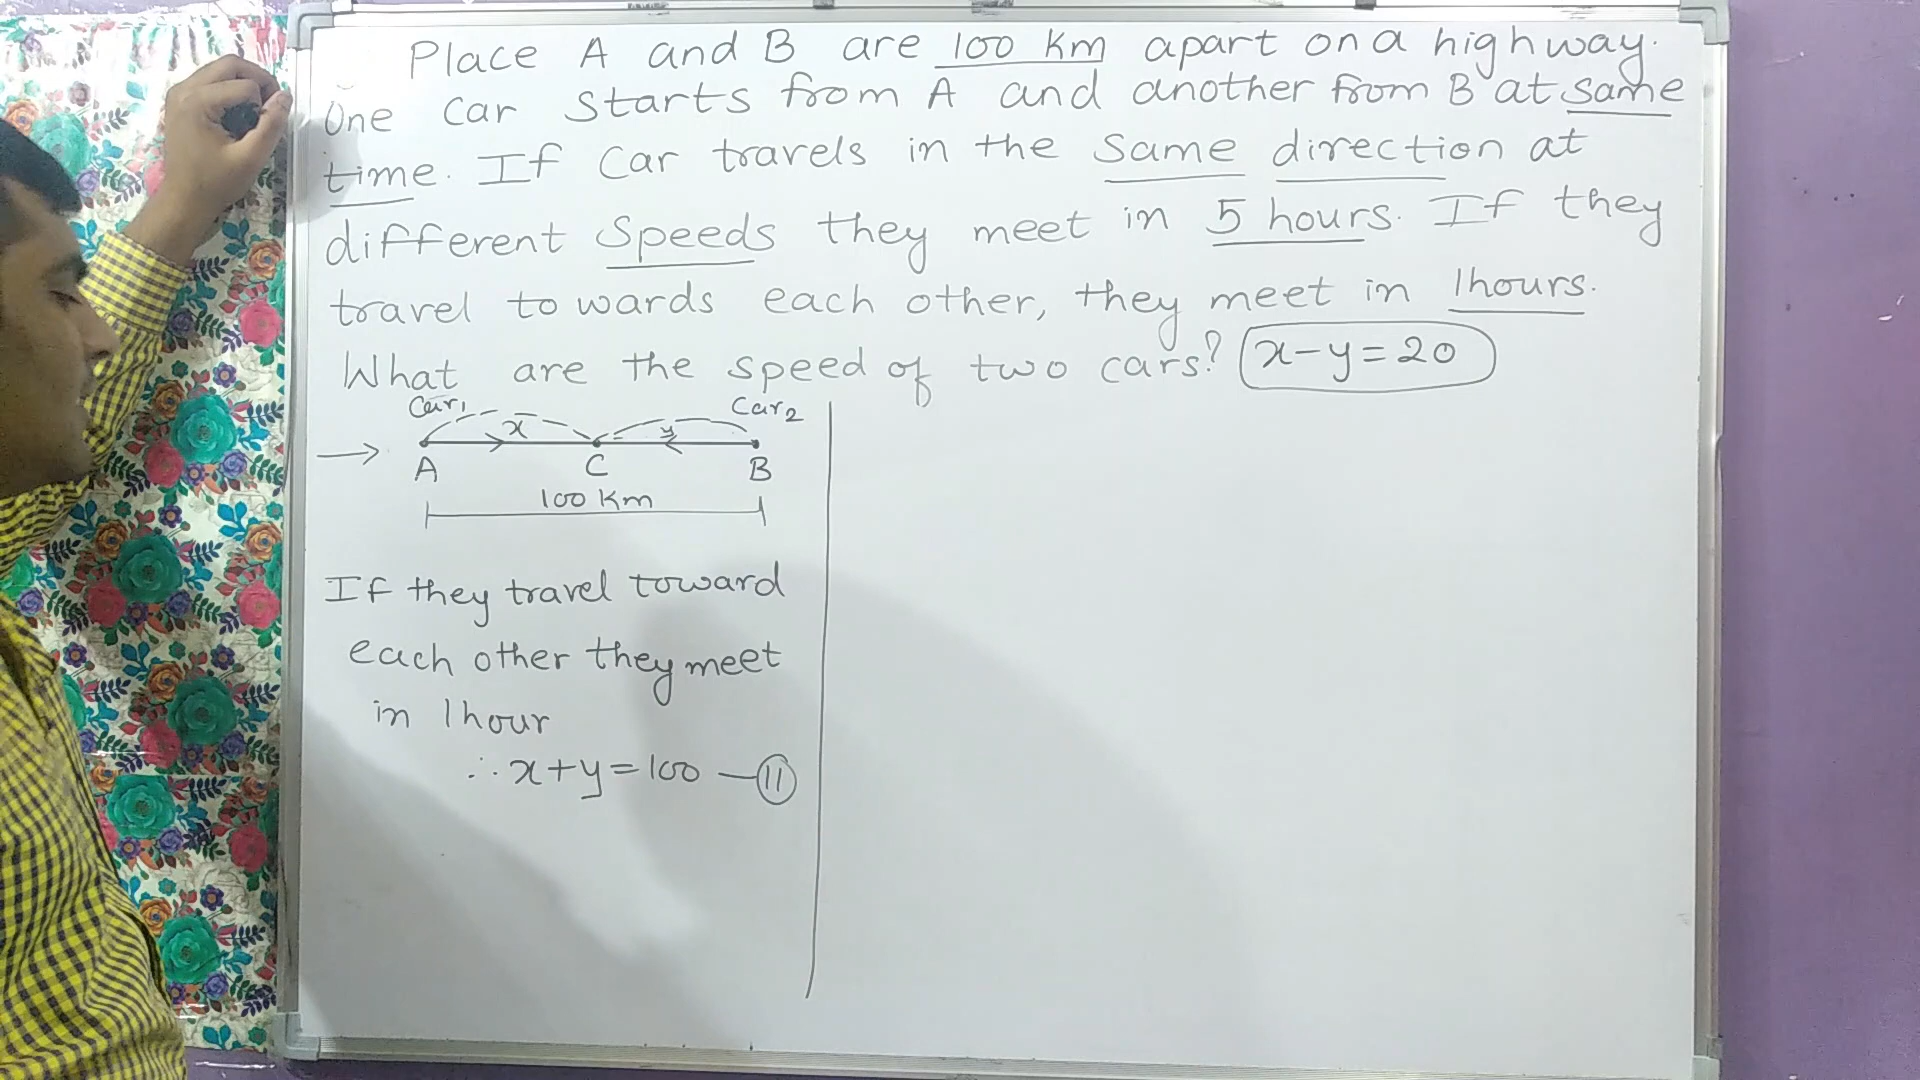 Place A and B are 100 Km apart on a highway.
One car starts from A and another from B at same
time. If Car travels in the same direction at
different speeds they meet in 5 hours. If they
travel towards each other, they meet in 1hours.
What are the speed of two cars? x-y=20
Car1 Car2
x y
A C B
100 Km
If they travel toward
each other they meet
in 1hour
∴ x+y=100 —(11)